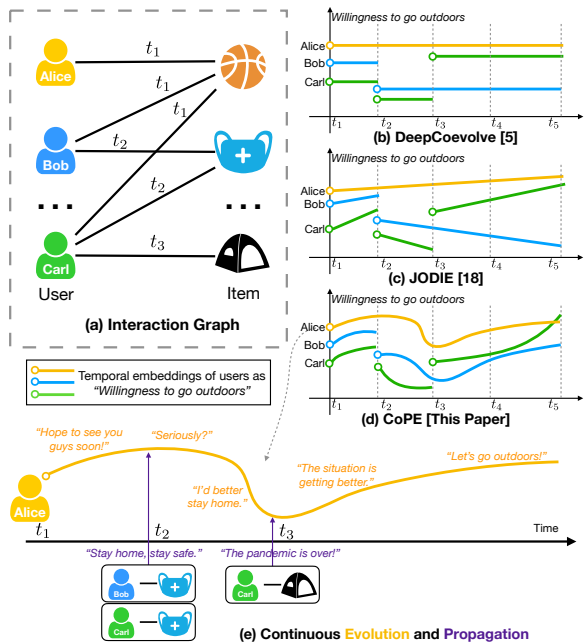 Alice
Bob
Carl
User
t1
t1
t1
t2
t2
t3
Item
(a) Interaction Graph
Willingness to go outdoors
Alice
Bob
Carl
t1
t2
t3
t4
t5
(b) DeepCoevolve [5]
Willingness to go outdoors
Alice
Bob
Carl
t1
t2
t3
t4
t5
(c) JODIE [18]
Willingness to go outdoors
Alice
Bob
Carl
t1
t2
t3
t4
t5
(d) CoPE [This Paper]
Temporal embeddings of users as
"Willingness to go outdoors"
"Hope to see you
guys soon!"
"Seriously?"
"I'd better
stay home."
"The situation is
getting better."
"Let's go outdoors!"
Alice
t1
t2
t3
Time
"Stay home, stay safe."
"The pandemic is over!"
Bob
Carl
Carl
(e) Continuous Evolution and Propagation